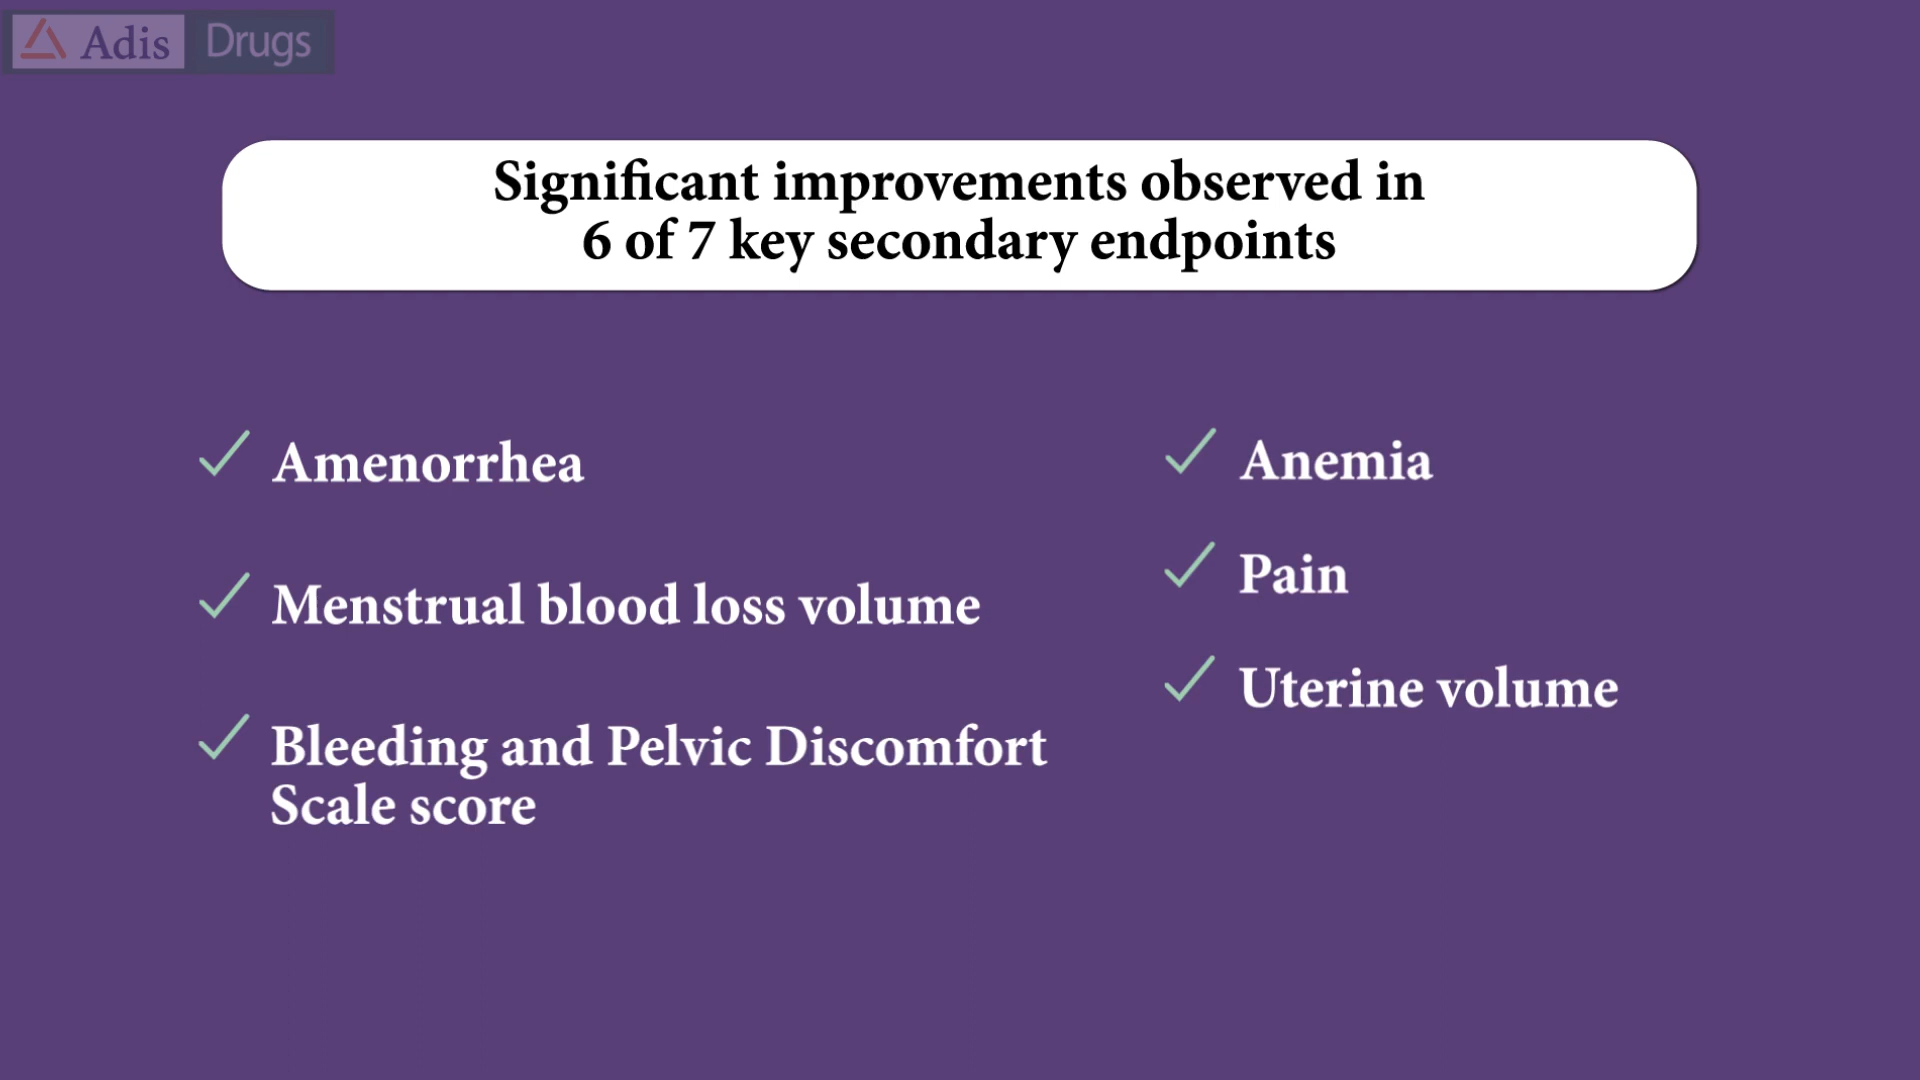 Adis Drugs
Significant improvements observed in
6 of 7 key secondary endpoints
Amenorrhea
Menstrual blood loss volume
Bleeding and Pelvic Discomfort
Scale score
Anemia
Pain
Uterine volume